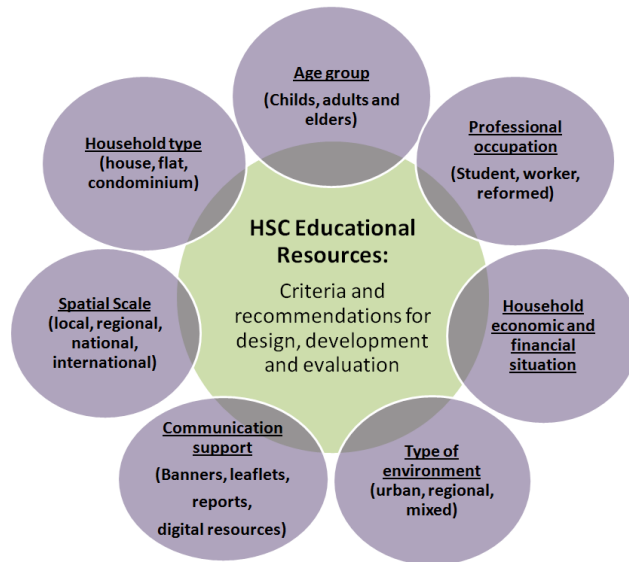 Age group
(Childs, adults and
elders)
Professional
occupation
(Student, worker,
reformed)
Household
economic and
financial
situation
Type of
environment
(urban, regional,
mixed)
Communication
support
(Banners, leaflets,
reports,
digital resources)
Spatial Scale
(local, regional,
national,
international)
Household type
(house, flat,
condominium)
HSC Educational
Resources:
Criteria and
recommendations for
design, development
and evaluation